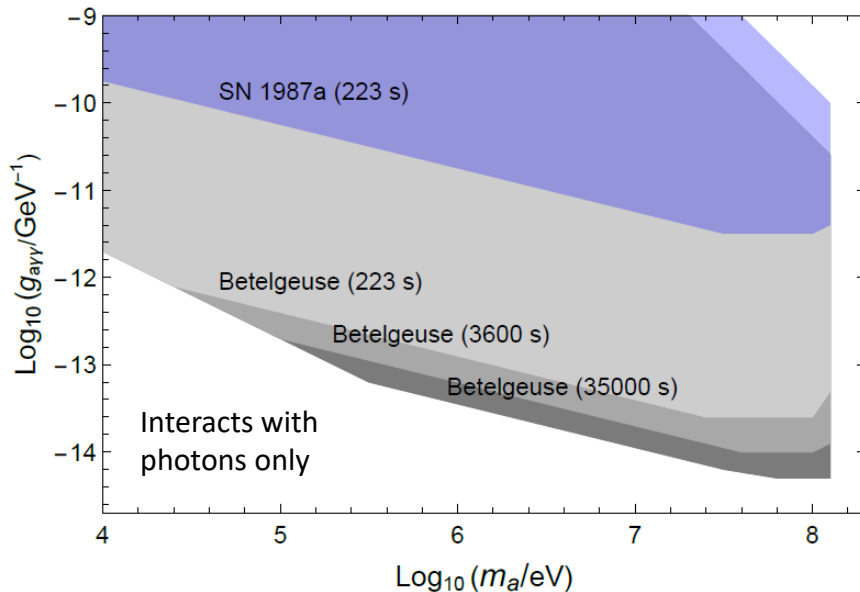 -9
-10
-11
-12
-13
-14
Log10 (gaγγ/GeV⁻¹)
SN 1987a (223 s)
Betelgeuse (223 s)
Betelgeuse (3600 s)
Betelgeuse (35000 s)
Interacts with
photons only
4 5 6 7 8
Log10 (ma/eV)